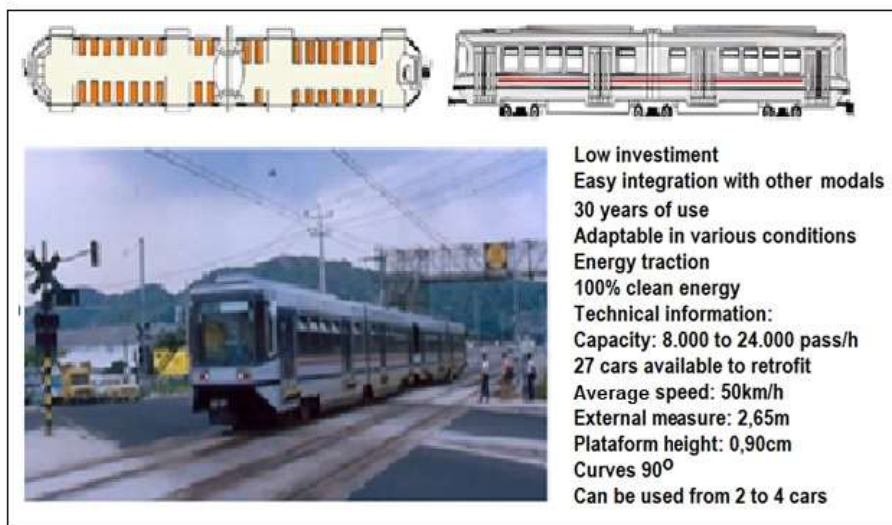 Low investiment
Easy integration with other modals
30 years of use
Adaptable in various conditions
Energy traction
100% clean energy
Technical information:
Capacity: 8.000 to 24.000 pass/h
27 cars available to retrofit
Average speed: 50km/h
External measure: 2,65m
Plataform height: 0,90cm
Curves 90º
Can be used from 2 to 4 cars